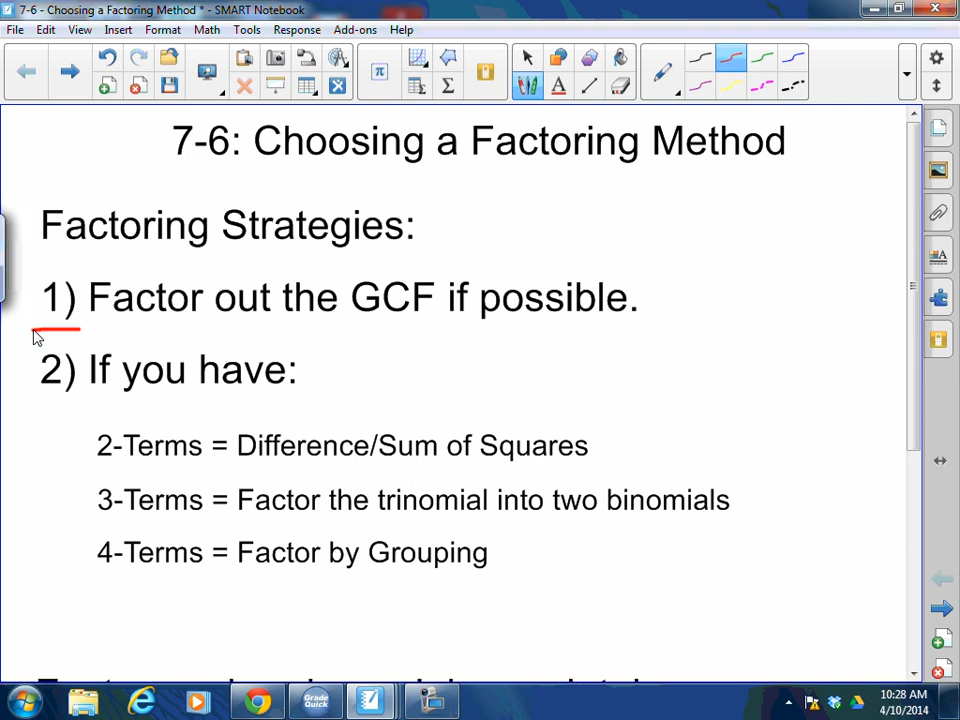 7-6 - Choosing a Factoring Method * - SMART Notebook
File Edit View Insert Format Math Tools Response Add-ons Help
7-6: Choosing a Factoring Method
Factoring Strategies:
1) Factor out the GCF if possible.
2) If you have:
2-Terms = Difference/Sum of Squares
3-Terms = Factor the trinomial into two binomials
4-Terms = Factor by Grouping
Grade
Quick
10:28 AM
4/10/2014